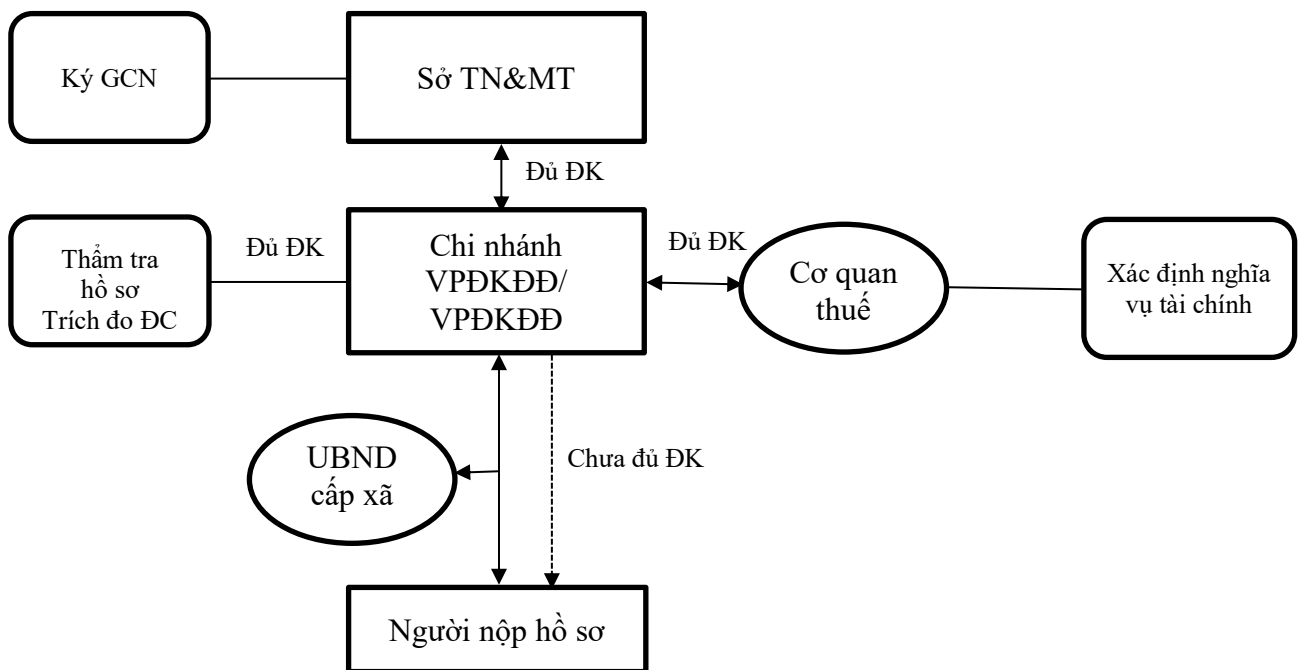 Ký GCN
Sở TN&MT
Đủ ĐK
Thẩm tra
hồ sơ
Trích đo ĐC
Đủ ĐK
Chi nhánh
VPĐKĐĐ/
VPĐKĐĐ
Đủ ĐK
Cơ quan
thuế
Xác định nghĩa
vụ tài chính
UBND
cấp xã
Chưa đủ ĐK
Người nộp hồ sơ